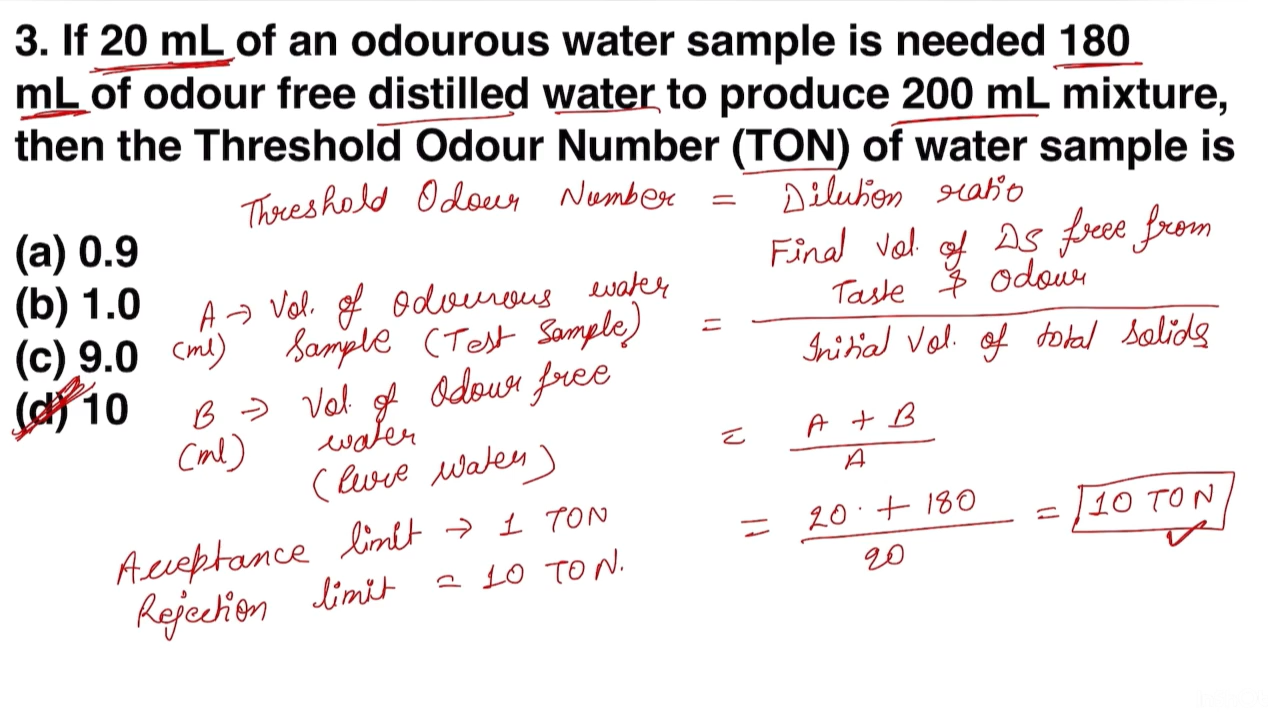 3. If 20 mL of an odourous water sample is needed 180
mL of odour free distilled water to produce 200 mL mixture,
then the Threshold Odour Number (TON) of water sample is
Threshold Odour Number = Dilution ratio
(a) 0.9
(b) 1.0
(c) 9.0
(d) 10
A → Vol. of odourous water
(ml) Sample (Test Sample)
B → Vol. of Odour free
(ml) water
(Pure water)
= Final Vol. of DS free from
Taste & Odour
Initial Vol. of total Solids
= A + B
A
= 20 + 180 = 10 TON
20
Acceptance limit → 1 TON
Rejection limit = 10 TON.